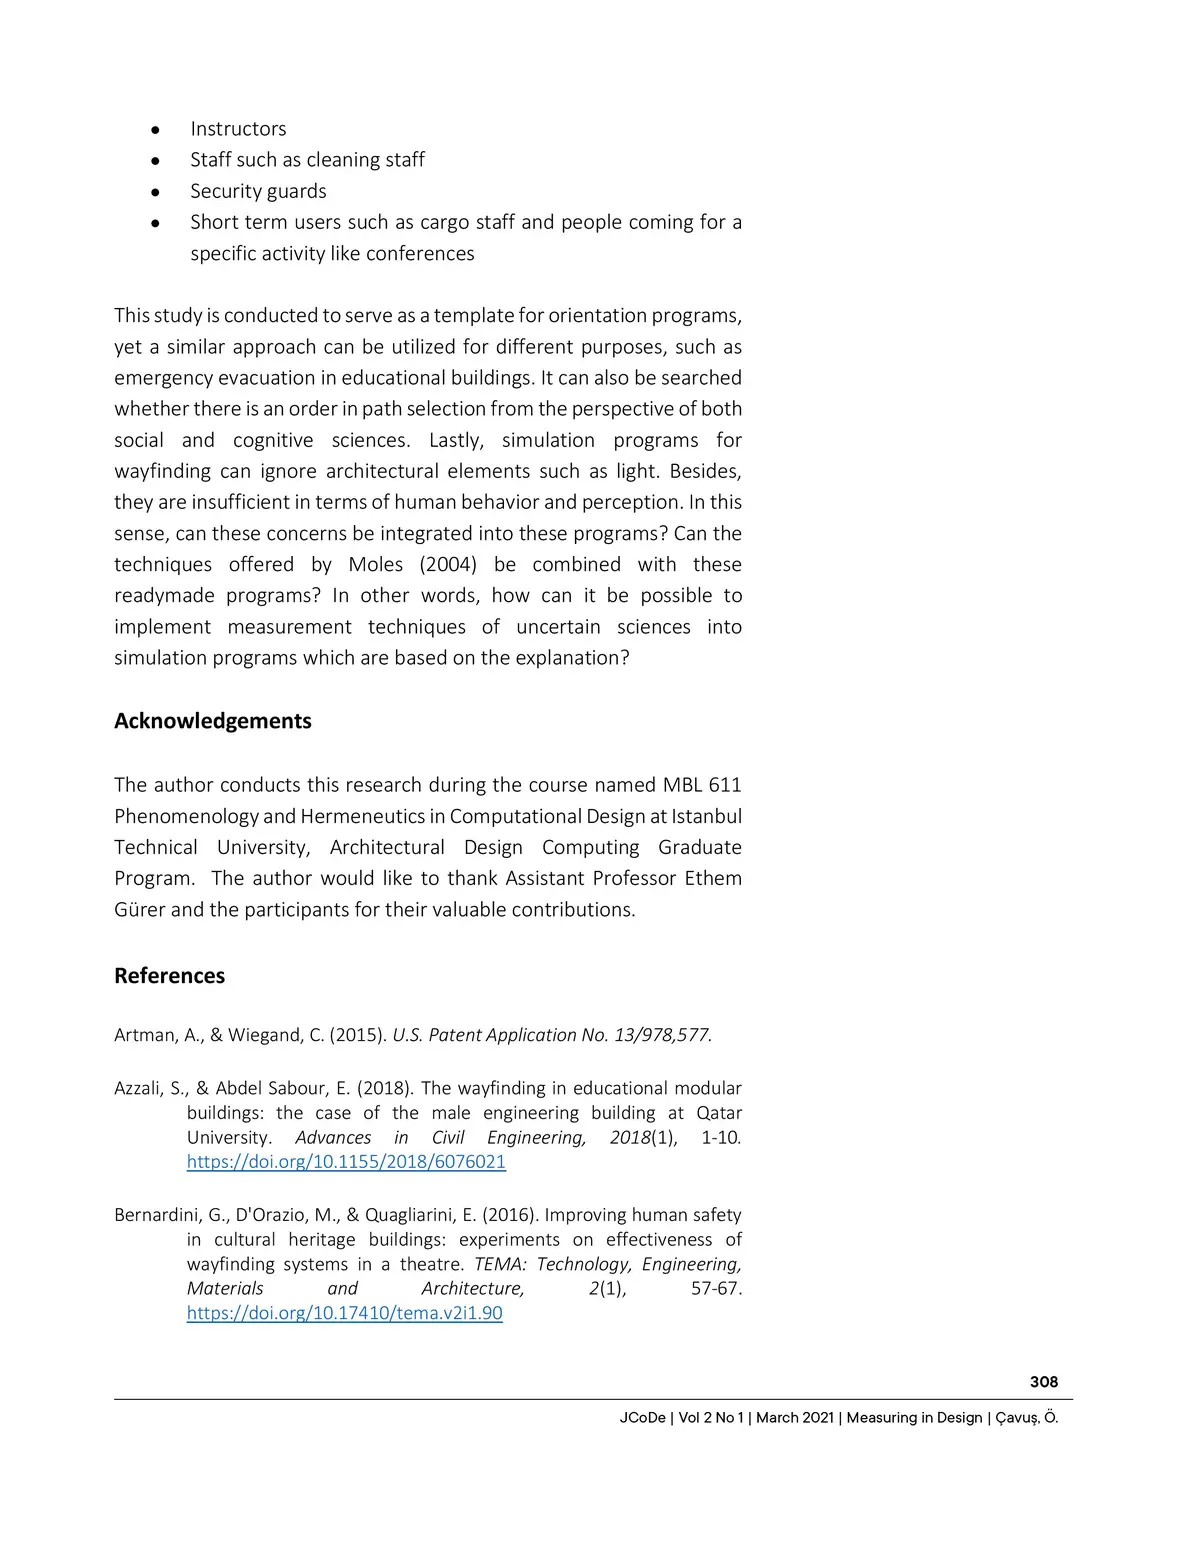 • Instructors
• Staff such as cleaning staff
• Security guards
• Short term users such as cargo staff and people coming for a
specific activity like conferences
This study is conducted to serve as a template for orientation programs,
yet a similar approach can be utilized for different purposes, such as
emergency evacuation in educational buildings. It can also be searched
whether there is an order in path selection from the perspective of both
social and cognitive sciences. Lastly, simulation programs for
wayfinding can ignore architectural elements such as light. Besides,
they are insufficient in terms of human behavior and perception. In this
sense, can these concerns be integrated into these programs? Can the
techniques offered by Moles (2004) be combined with these
readymade programs? In other words, how can it be possible to
implement measurement techniques of uncertain sciences into
simulation programs which are based on the explanation?
Acknowledgements
The author conducts this research during the course named MBL 611
Phenomenology and Hermeneutics in Computational Design at Istanbul
Technical University, Architectural Design Computing Graduate
Program. The author would like to thank Assistant Professor Ethem
Gürer and the participants for their valuable contributions.
References
Artman, A., & Wiegand, C. (2015). U.S. Patent Application No. 13/978,577.
Azzali, S., & Abdel Sabour, E. (2018). The wayfinding in educational modular
buildings: the case of the male engineering building at Qatar
University. Advances in Civil Engineering, 2018(1), 1-10.
https://doi.org/10.1155/2018/6076021
Bernardini, G., D'Orazio, M., & Quagliarini, E. (2016). Improving human safety
in cultural heritage buildings: experiments on effectiveness of
wayfinding systems in a theatre. TEMA: Technology, Engineering,
Materials and Architecture, 2(1), 57-67.
https://doi.org/10.17410/tema.v2i1.90
308
JCoDe | Vol 2 No 1 | March 2021 | Measuring in Design | Çavuş, Ö.